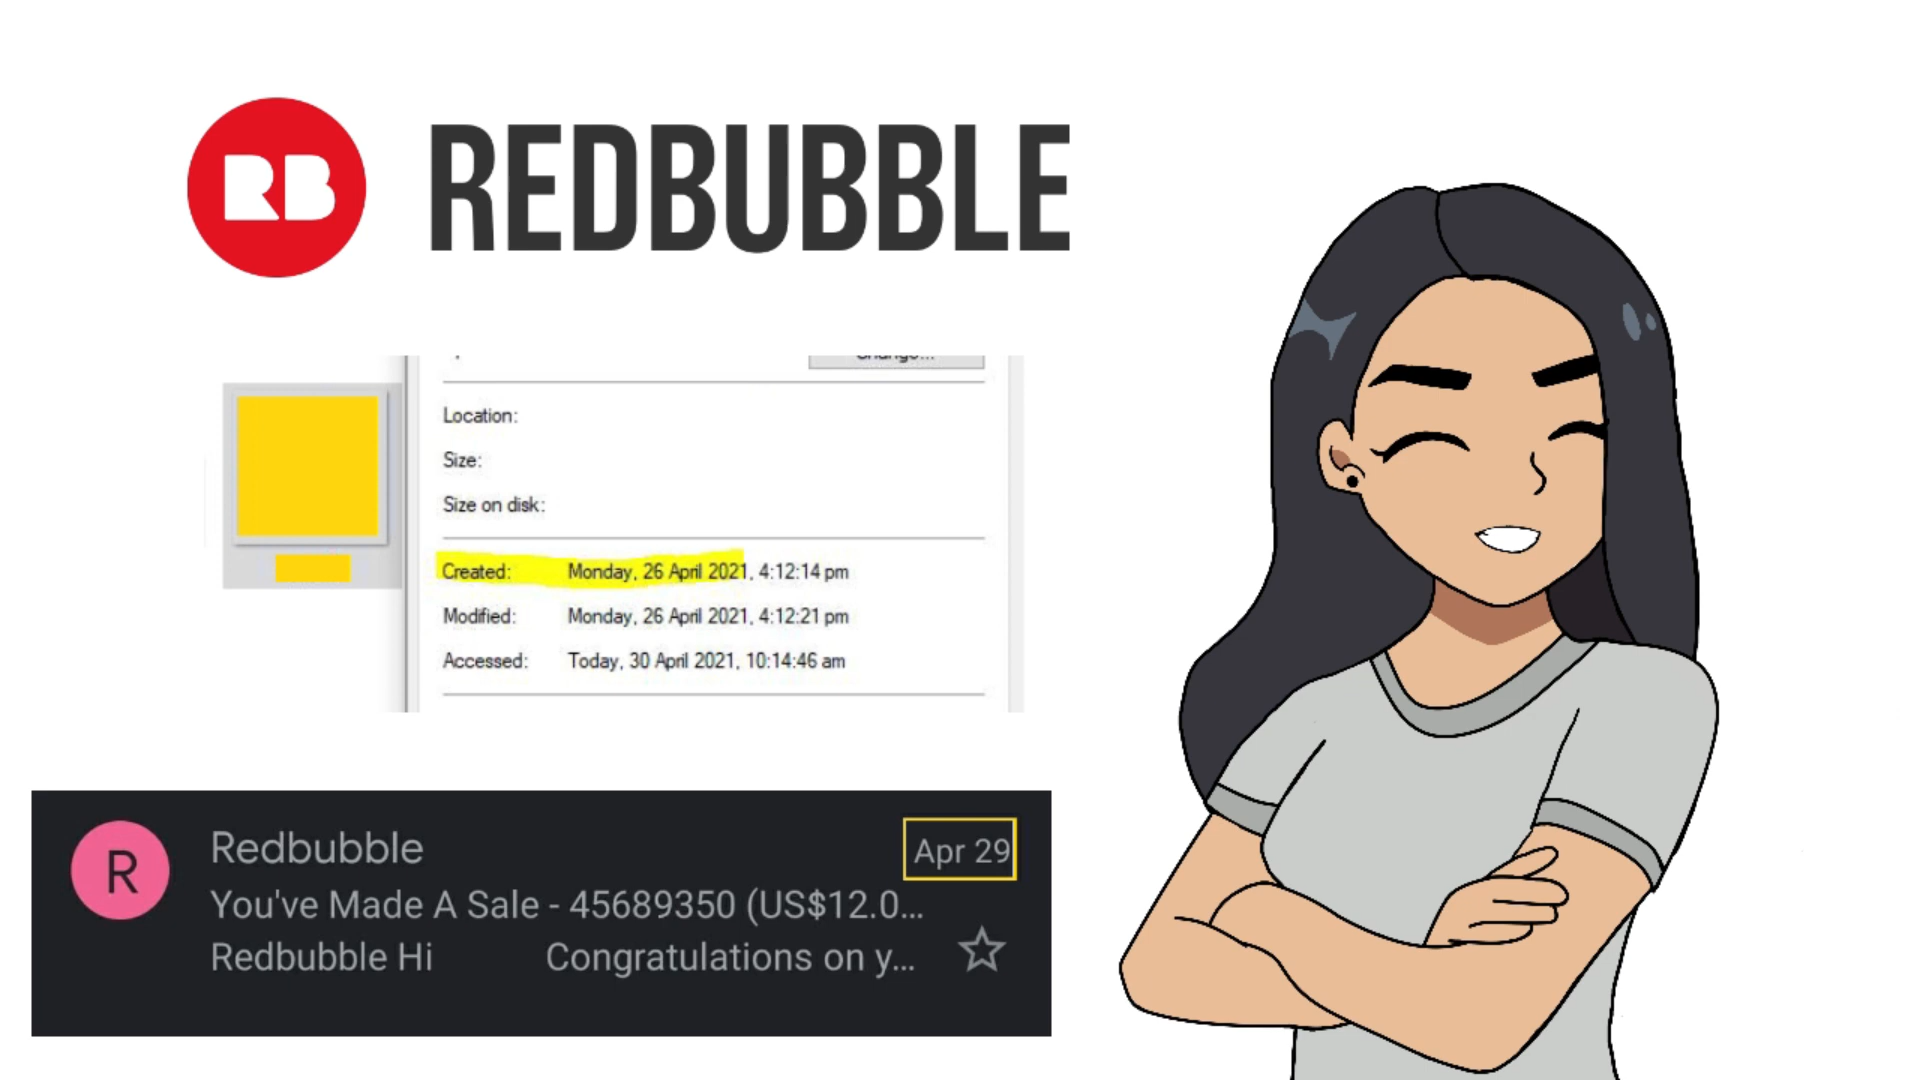 RB REDBUBBLE
Change...
Location:
Size:
Size on disk:
Created: Monday, 26 April 2021, 4:12:14 pm
Modified: Monday, 26 April 2021, 4:12:21 pm
Accessed: Today, 30 April 2021, 10:14:46 am
R
Redbubble Apr 29
You've Made A Sale - 45689350 (US$12.0...
Redbubble Hi Congratulations on y...